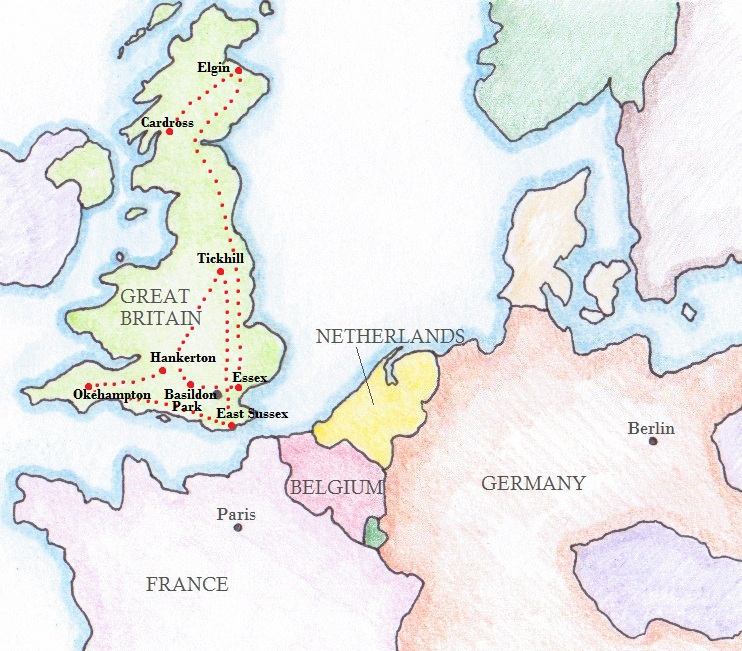 Elgin
Cardross
Tickhill
GREAT
BRITAIN
NETHERLANDS
Hankerton
Essex
Okehampton
Basildon
Park
East Sussex
Berlin
BELGIUM
GERMANY
Paris
FRANCE